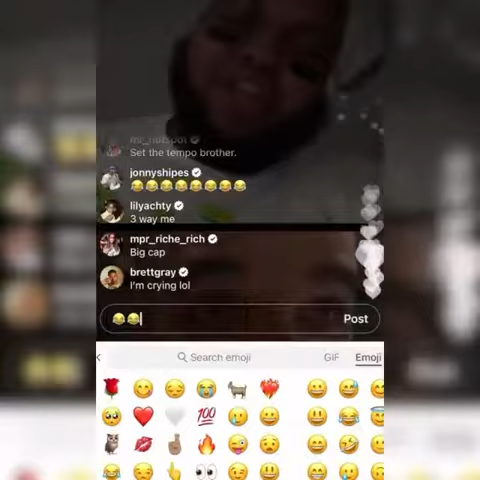 Set the tempo brother.
jonnyshipes
😂😂😂😂😂😂😂😂
lilyachty
3 way me
mpr_riche_rich
Big cap
brettgray
I'm crying lol
😂😂 Post
Search emoji GIF Emoji